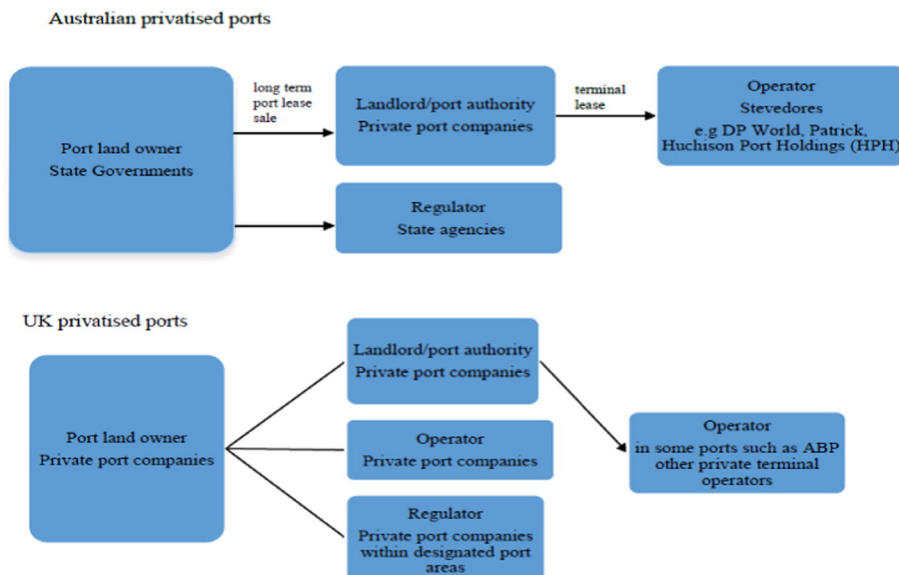 Australian privatised ports
Port land owner
State Governments
long term
port lease
sale
Landlord/port authority
Private port companies
terminal
lease
Operator
Stevedores
e.g DP World, Patrick,
Huchison Port Holdings (HPH)
Regulator
State agencies
UK privatised ports
Port land owner
Private port companies
Landlord/port authority
Private port companies
Operator
Private port companies
Regulator
Private port companies
within designated port
areas
Operator
in some ports such as ABP
other private terminal
operators